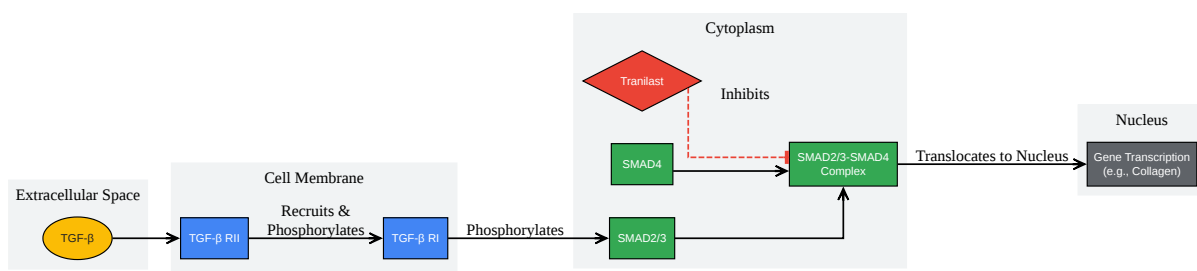 Cytoplasm
Tranilast
Inhibits
Nucleus
SMAD4
SMAD2/3-SMAD4
Complex
Translocates to Nucleus
Gene Transcription
(e.g., Collagen)
Cell Membrane
Extracellular Space
Recruits &
Phosphorylates
Phosphorylates
TGF-β
TGF-β RII
TGF-β RI
SMAD2/3